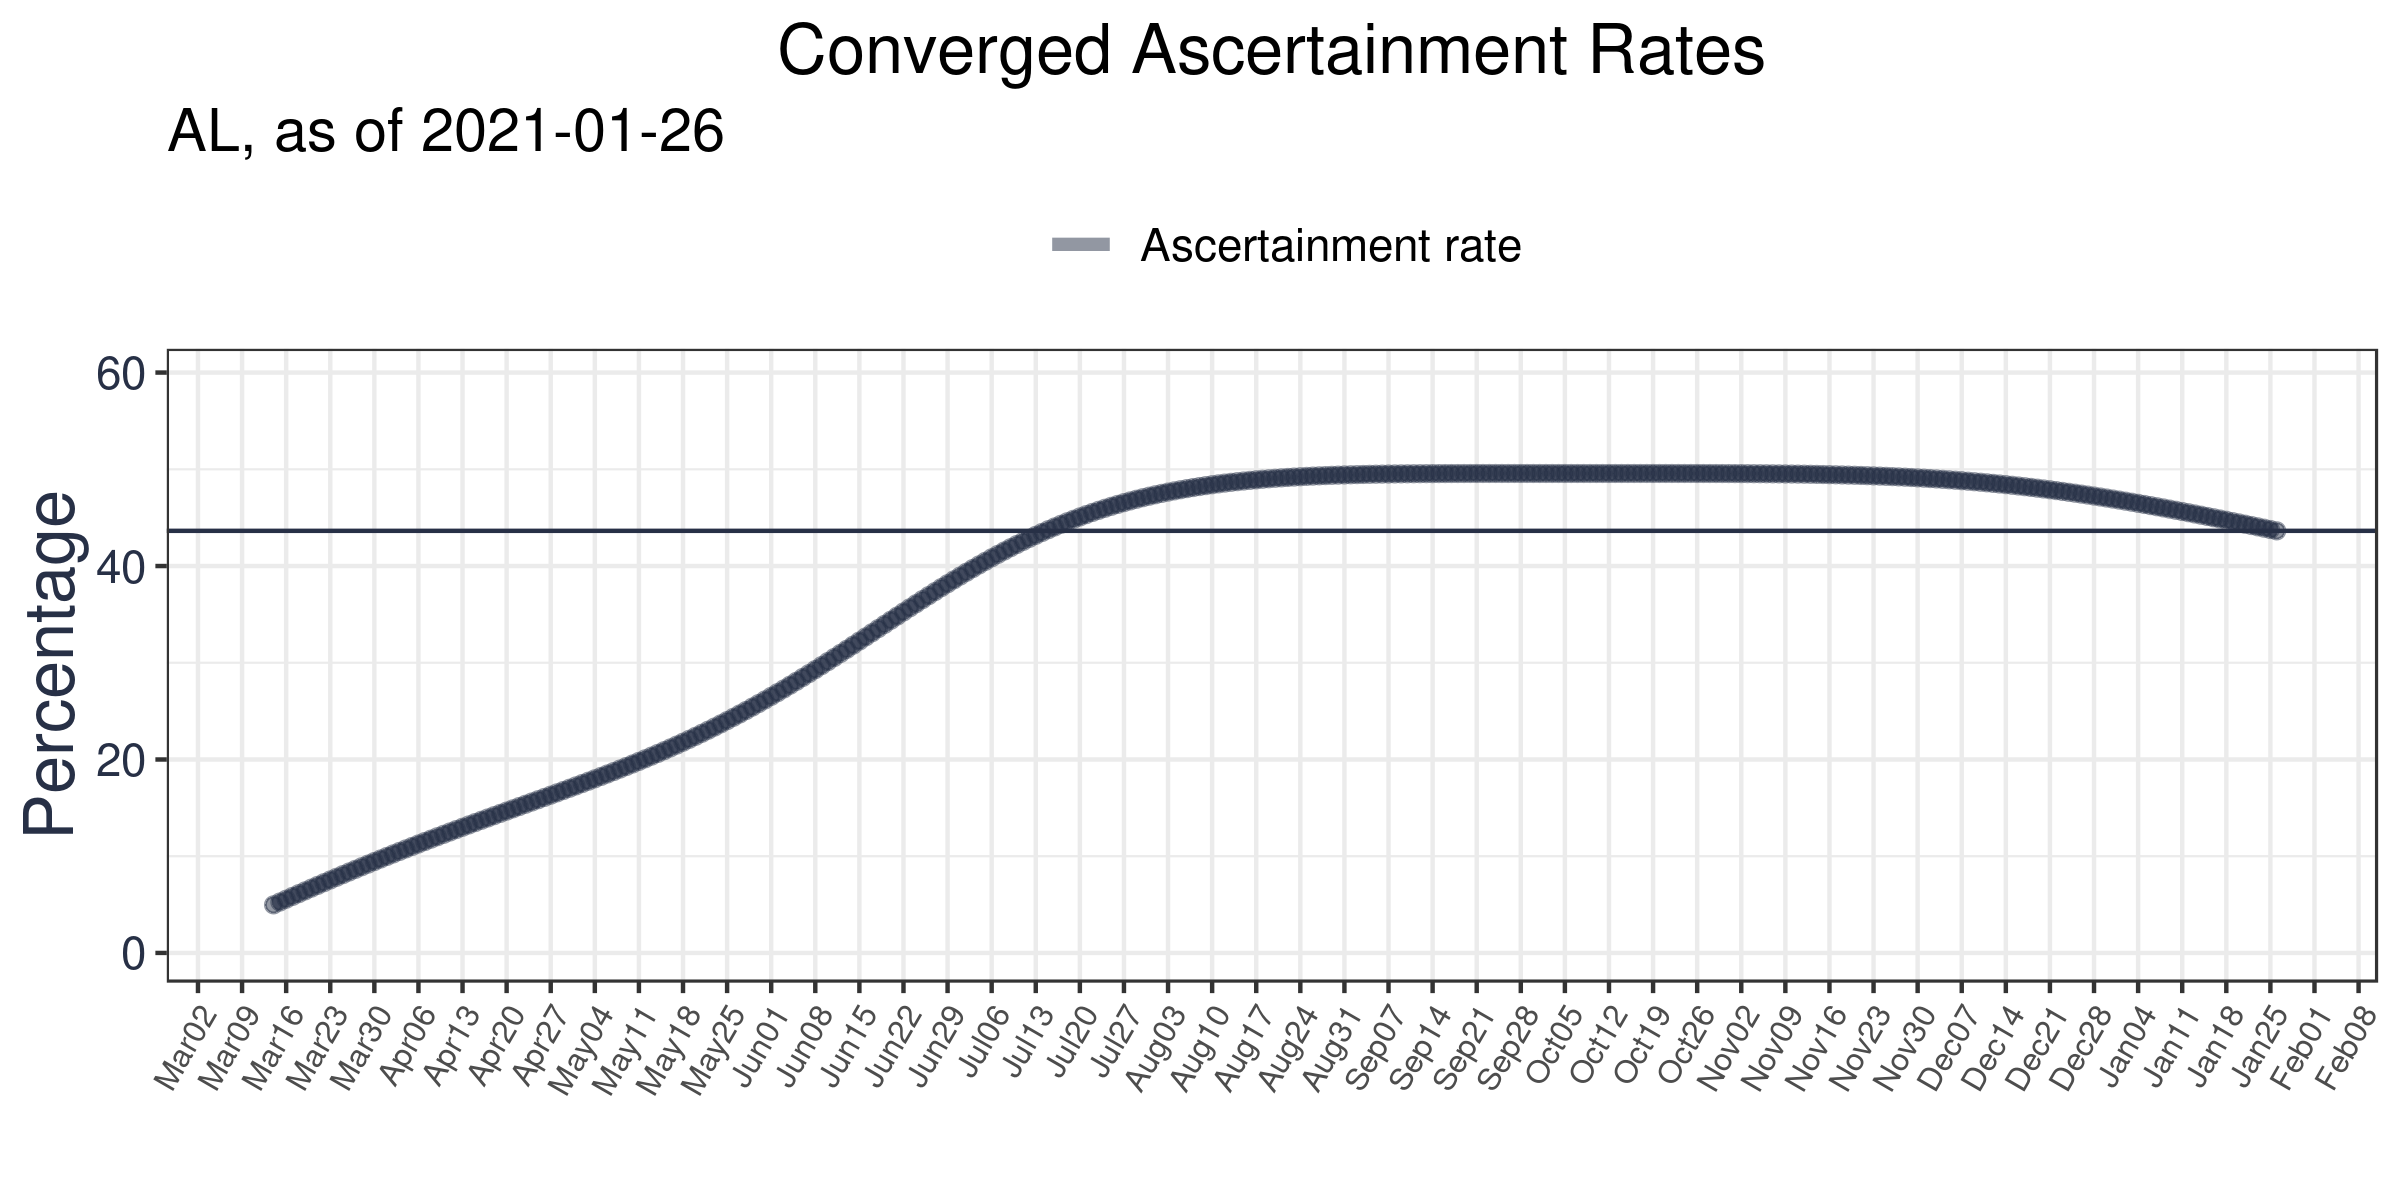 Converged Ascertainment Rates
AL, as of 2021-01-26
Ascertainment rate
Percentage
60
40
20
0
Mar02 Mar09 Mar16 Mar23 Mar30 Apr06 Apr13 Apr20 Apr27 May04 May11 May18 May25 Jun01 Jun08 Jun15 Jun22 Jun29 Jul06 Jul13 Jul20 Jul27 Aug03 Aug10 Aug17 Aug24 Aug31 Sep07 Sep14 Sep21 Sep28 Oct05 Oct12 Oct19 Oct26 Nov02 Nov09 Nov16 Nov23 Nov30 Dec07 Dec14 Dec21 Dec28 Jan04 Jan11 Jan18 Jan25 Feb01 Feb08